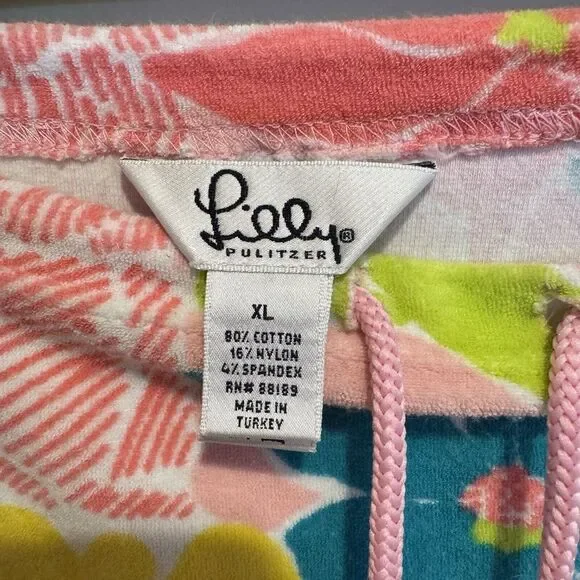 Lilly®
PULITZER
XL
80% COTTON
16% NYLON
4% SPANDEX
RN# 88189
MADE IN
TURKEY